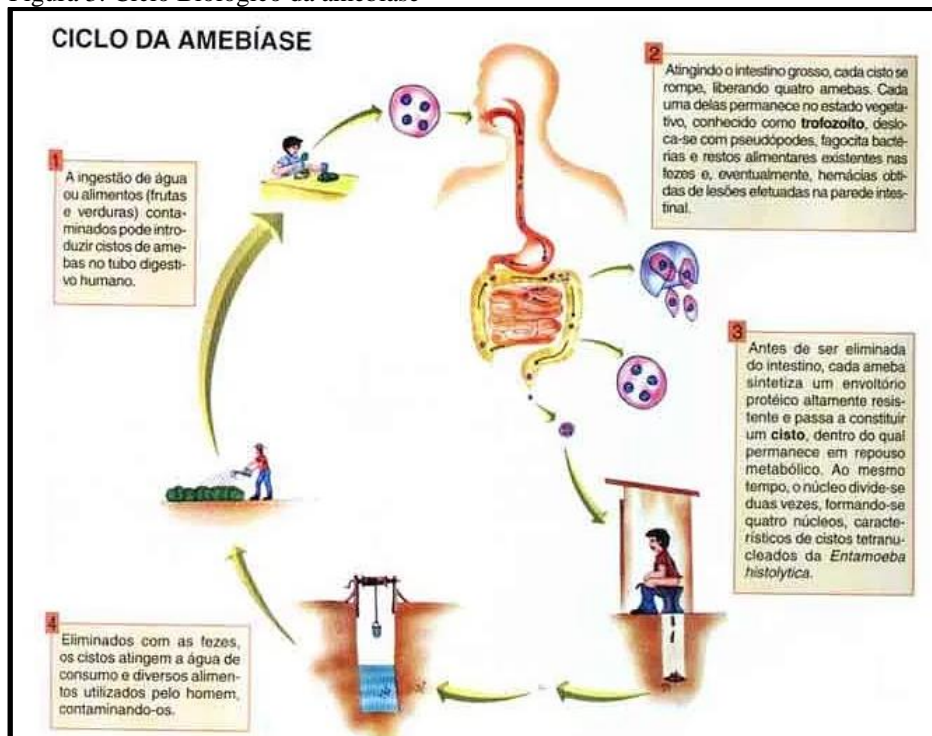 Figura 3: Ciclo Biológico da amebíase
CICLO DA AMEBÍASE
1
A ingestão de água
ou alimentos (frutas
e verduras) conta-
minados pode intro-
duzir cistos de ame-
bas no tubo digesti-
vo humano.
2
Atingindo o intestino grosso, cada cisto se
rompe, liberando quatro amebas. Cada
uma delas permanece no estado vegeta-
tivo, conhecido como trofozoíto, deslo-
ca-se com pseudópodes, fagocita bacté-
rias e restos alimentares existentes nas
fezes e, eventualmente, hemácias obti-
das de lesões efetuadas na parede intes-
tinal.
3
Antes de ser eliminada
do intestino, cada ameba
sintetiza um envoltório
protéico altamente resis-
tente e passa a constituir
um cisto, dentro do qual
permanece em repouso
metabólico. Ao mesmo
tempo, o núcleo divide-se
duas vezes, formando-se
quatro núcleos, caracte-
rísticos de cistos tetranu-
cleados da Entamoeba
histolytica.
4
Eliminados com as fezes,
os cistos atingem a água de
consumo e diversos alimen-
tos utilizados pelo homem,
contaminando-os.